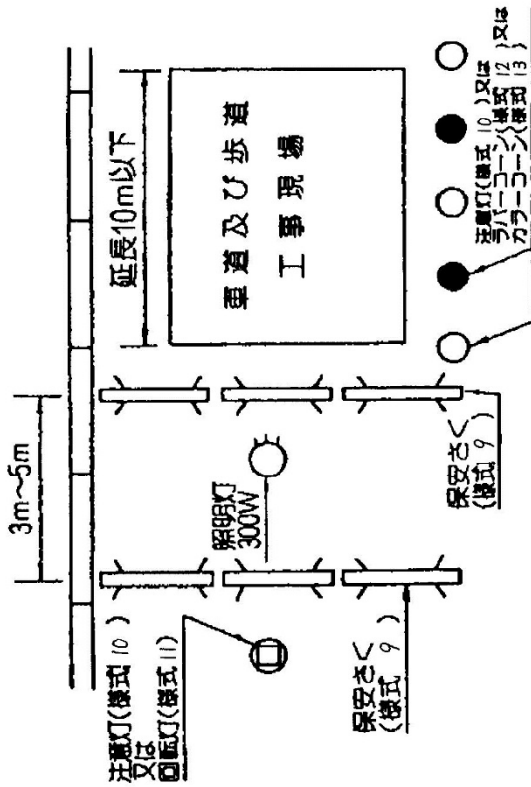 3m～5m
延長10m以下
車道及び歩道
工事現場
照明灯
300W
注意灯(様式10)
又は
回転灯(様式11)
保安さく
(様式 9 )
保安さく
(様式 9 )
注意灯(様式 10 )又は
ラバーコーン(様式 12 )又は
カラーコーン(様式 13 )